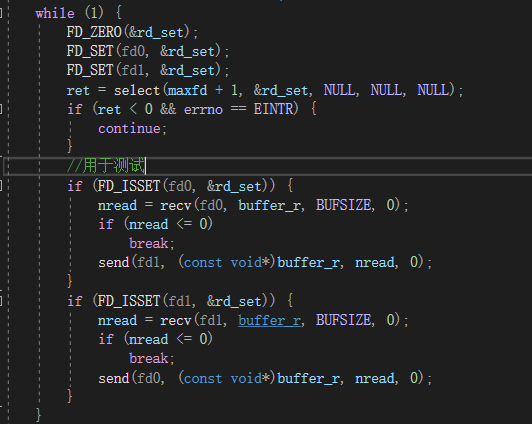 while (1) {
FD_ZERO(&rd_set);
FD_SET(fd0, &rd_set);
FD_SET(fd1, &rd_set);
ret = select(maxfd + 1, &rd_set, NULL, NULL, NULL);
if (ret < 0 && errno == EINTR) {
continue;
}
//用于测试
if (FD_ISSET(fd0, &rd_set)) {
nread = recv(fd0, buffer_r, BUFSIZE, 0);
if (nread <= 0)
break;
send(fd1, (const void*)buffer_r, nread, 0);
}
if (FD_ISSET(fd1, &rd_set)) {
nread = recv(fd1, buffer_r, BUFSIZE, 0);
if (nread <= 0)
break;
send(fd0, (const void*)buffer_r, nread, 0);
}
}